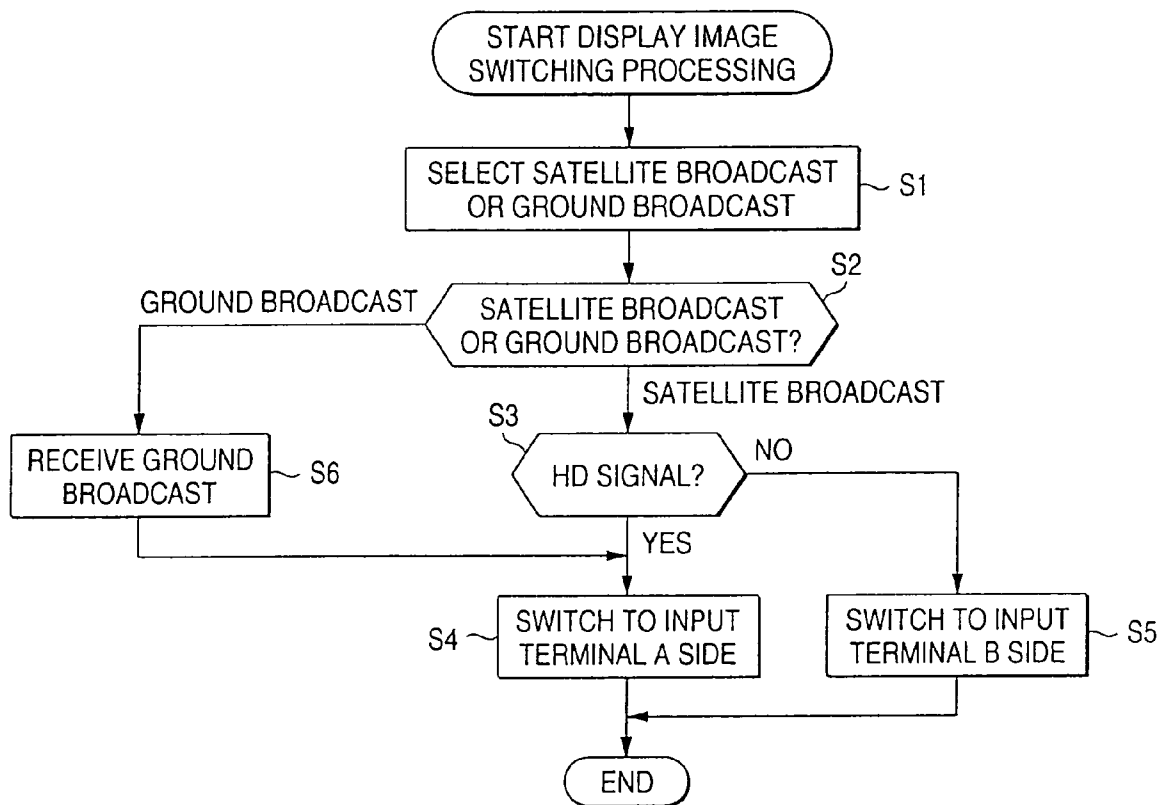 START DISPLAY IMAGE
SWITCHING PROCESSING
SELECT SATELLITE BROADCAST
OR GROUND BROADCAST
S1
S2
GROUND BROADCAST
SATELLITE BROADCAST
OR GROUND BROADCAST?
SATELLITE BROADCAST
S3
HD SIGNAL?
NO
RECEIVE GROUND
BROADCAST
S6
YES
S4
SWITCH TO INPUT
TERMINAL A SIDE
SWITCH TO INPUT
TERMINAL B SIDE
S5
END